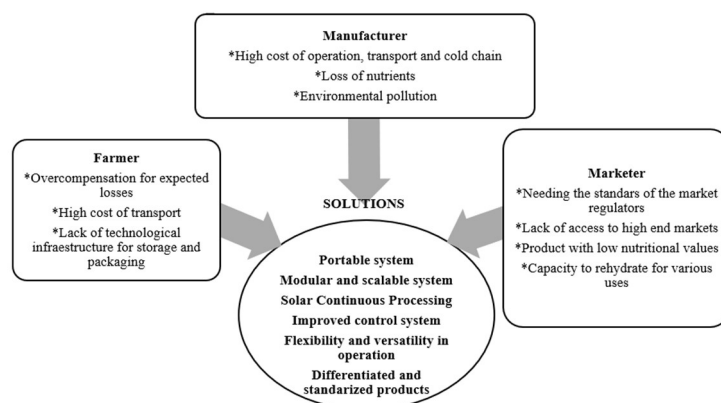 Manufacturer
*High cost of operation, transport and cold chain
*Loss of nutrients
*Environmental pollution
Farmer
*Overcompensation for expected
losses
*High cost of transport
*Lack of technological
infraestructure for storage and
packaging
Marketer
*Needing the standars of the market
regulators
*Lack of access to high end markets
*Product with low nutritional values
*Capacity to rehydrate for various
uses
SOLUTIONS
Portable system
Modular and scalable system
Solar Continuous Processing
Improved control system
Flexibility and versatility in
operation
Differentiated and
standarized products